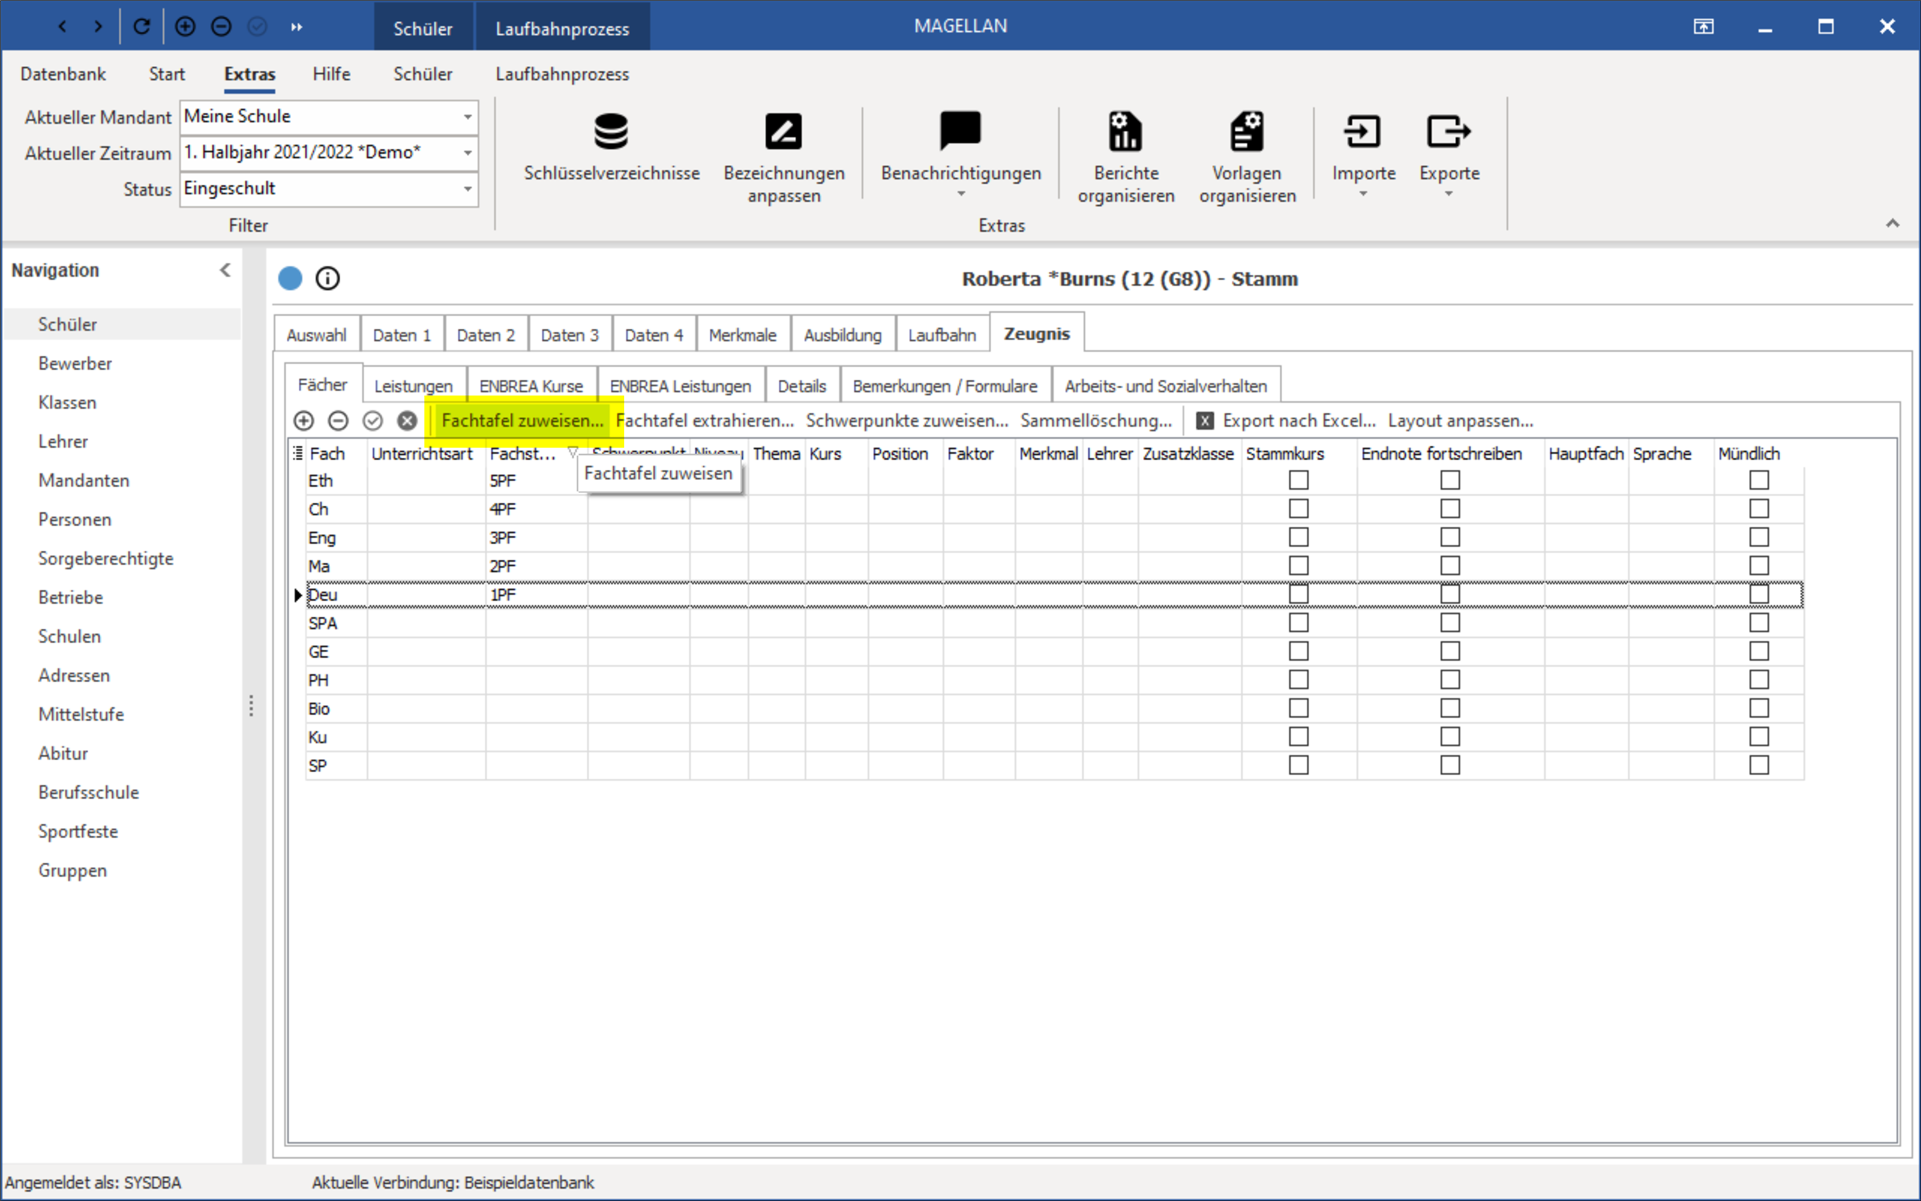 Schüler Laufbahnprozess MAGELLAN
Datenbank Start Extras Hilfe Schüler Laufbahnprozess
Aktueller Mandant Meine Schule
Aktueller Zeitraum 1. Halbjahr 2021/2022 *Demo*
Status Eingeschult
Filter
Schlüsselverzeichnisse
Bezeichnungen
anpassen
Benachrichtigungen
Berichte
organisieren
Vorlagen
organisieren
Importe
Exporte
Extras
Navigation
Schüler
Bewerber
Klassen
Lehrer
Mandanten
Personen
Sorgeberechtigte
Betriebe
Schulen
Adressen
Mittelstufe
Abitur
Berufsschule
Sportfeste
Gruppen
Roberta *Burns (12 (G8)) - Stamm
Auswahl Daten 1 Daten 2 Daten 3 Daten 4 Merkmale Ausbildung Laufbahn Zeugnis
Fächer Leistungen ENBREA Kurse ENBREA Leistungen Details Bemerkungen / Formulare Arbeits- und Sozialverhalten
Fachtafel zuweisen... Fachtafel extrahieren... Schwerpunkte zuweisen... Sammellöschung... Export nach Excel... Layout anpassen...
Fach Unterrichtsart Fachst... Schwerpunkt Niveau Thema Kurs Position Faktor Merkmal Lehrer Zusatzklasse Stammkurs Endnote fortschreiben Hauptfach Sprache Mündlich
Fachtafel zuweisen
Eth 5PF
Ch 4PF
Eng 3PF
Ma 2PF
Deu 1PF
SPA
GE
PH
Bio
Ku
SP
Angemeldet als: SYSDBA Aktuelle Verbindung: Beispieldatenbank